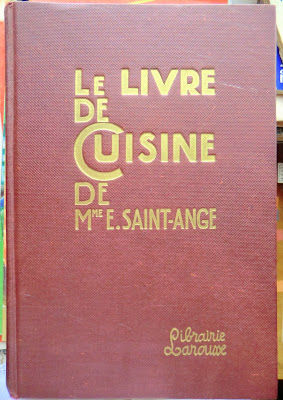 LE LIVRE
DE
CUISINE
DE
MME E. SAINT-ANGE
Librairie
Larousse